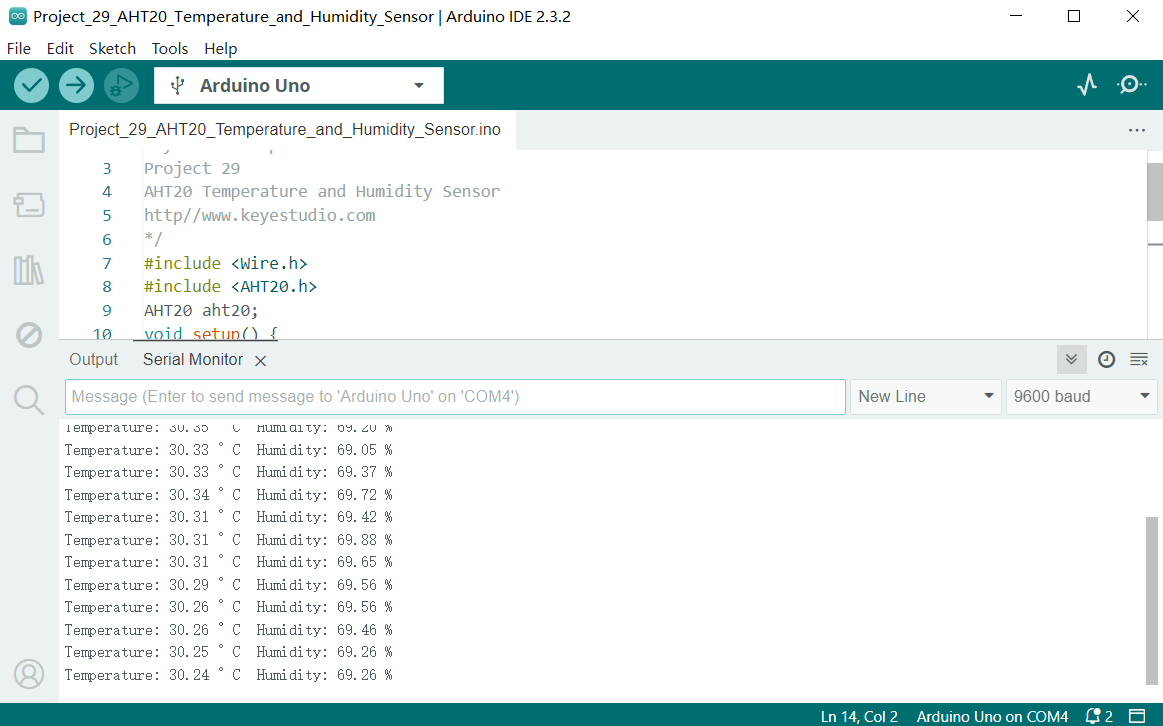 Project_29_AHT20_Temperature_and_Humidity_Sensor | Arduino IDE 2.3.2
File Edit Sketch Tools Help
Arduino Uno
Project_29_AHT20_Temperature_and_Humidity_Sensor.ino
3 Project 29
4 AHT20 Temperature and Humidity Sensor
5 http//www.keyestudio.com
6 */
7 #include <Wire.h>
8 #include <AHT20.h>
9 AHT20 aht20;
10 void setup() {
Output Serial Monitor
Message (Enter to send message to 'Arduino Uno' on 'COM4') New Line 9600 baud
Temperature: 30.35 °C Humidity: 69.20 %
Temperature: 30.33 °C Humidity: 69.05 %
Temperature: 30.33 °C Humidity: 69.37 %
Temperature: 30.34 °C Humidity: 69.72 %
Temperature: 30.31 °C Humidity: 69.42 %
Temperature: 30.31 °C Humidity: 69.88 %
Temperature: 30.31 °C Humidity: 69.65 %
Temperature: 30.29 °C Humidity: 69.56 %
Temperature: 30.26 °C Humidity: 69.56 %
Temperature: 30.26 °C Humidity: 69.46 %
Temperature: 30.25 °C Humidity: 69.26 %
Temperature: 30.24 °C Humidity: 69.26 %
Ln 14, Col 2 Arduino Uno on COM4 2